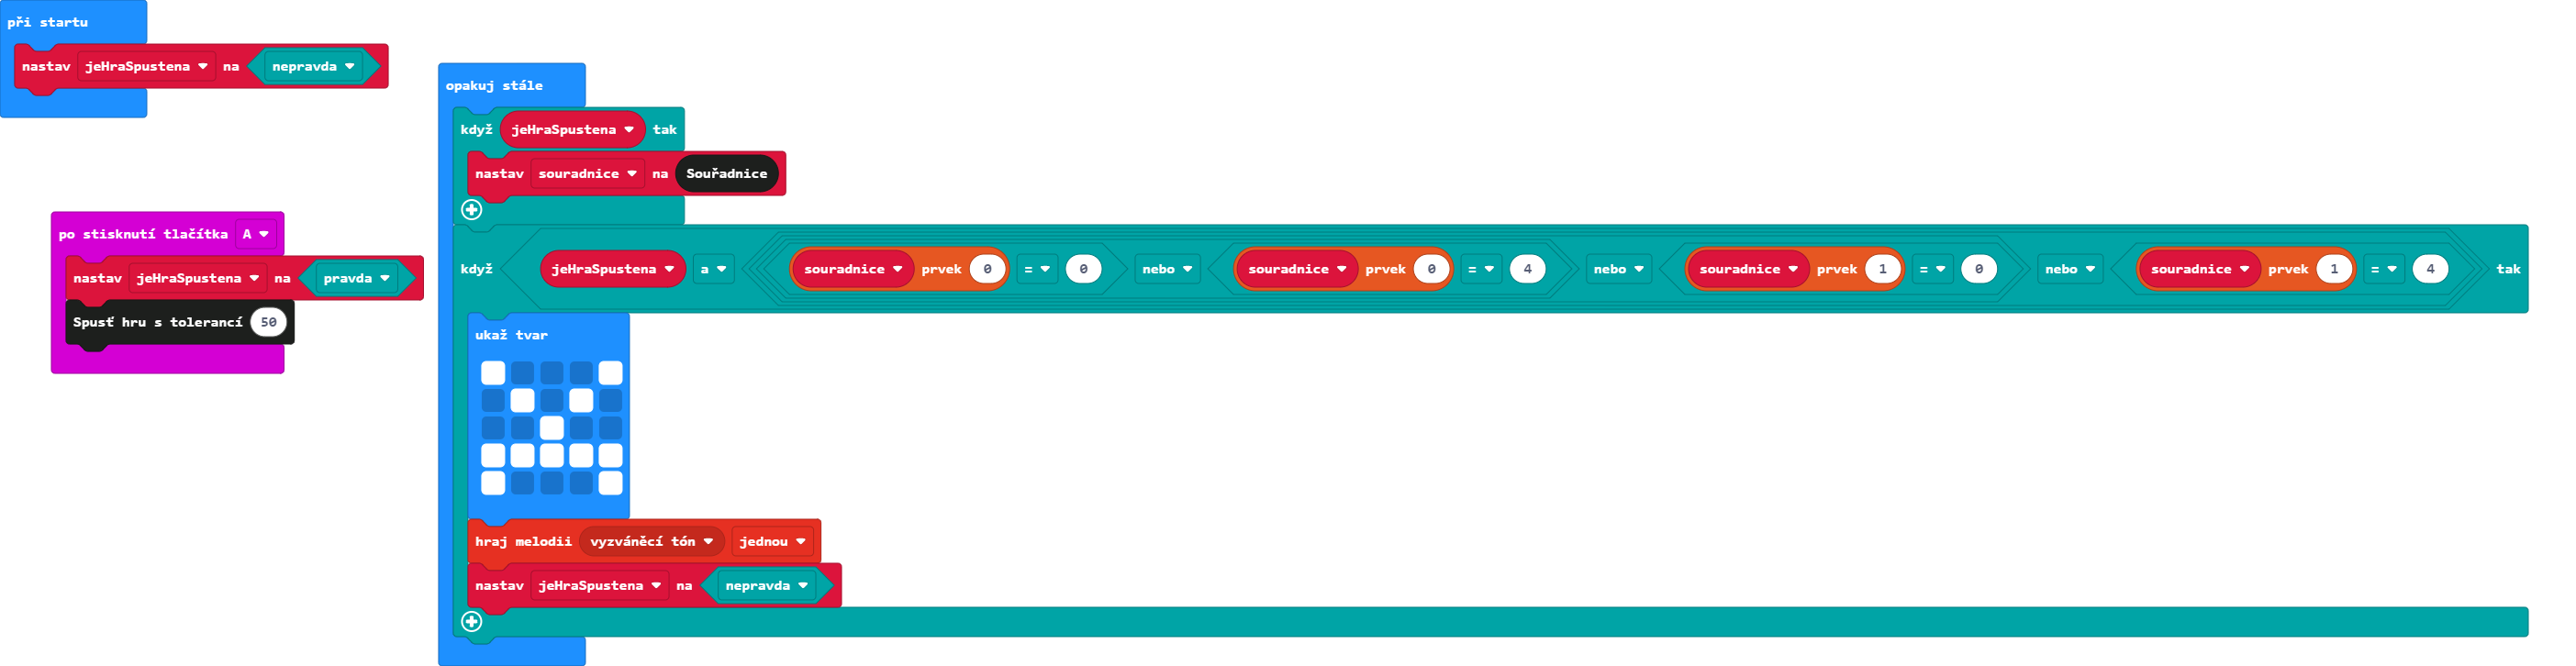 při startu
nastav jeHraSpustena na nepravda
po stisknutí tlačítka A
nastav jeHraSpustena na pravda
Spusť hru s tolerancí 50
opakuj stále
když jeHraSpustena tak
nastav souradnice na Souřadnice
když jeHraSpustena a souradnice prvek 0 = 0 nebo souradnice prvek 0 = 4 nebo souradnice prvek 1 = 0 nebo souradnice prvek 1 = 4 tak
ukaž tvar
hraj melodii vyzváněcí tón jednou
nastav jeHraSpustena na nepravda